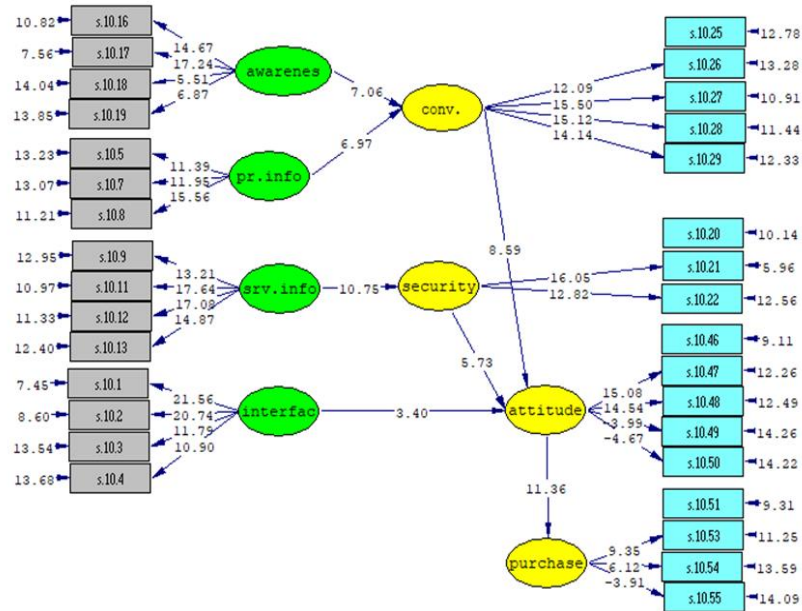 10.82 s.10.16
7.56 s.10.17
14.04 s.10.18
13.85 s.10.19
14.67
17.24
5.51
6.87
awarenes
7.06
13.23 s.10.5
13.07 s.10.7
11.21 s.10.8
11.39
11.95
15.56
pr.info
6.97
12.95 s.10.9
10.97 s.10.11
11.33 s.10.12
12.40 s.10.13
13.21
17.64
17.08
14.87
srv.info
10.75
7.45 s.10.1
8.60 s.10.2
13.54 s.10.3
13.68 s.10.4
21.56
20.74
11.79
10.90
interfac
3.40
conv.
8.59
12.09
15.50
15.12
14.14
s.10.25 12.78
s.10.26 13.28
s.10.27 10.91
s.10.28 11.44
s.10.29 12.33
security
5.73
16.05
12.82
s.10.20 10.14
s.10.21 5.96
s.10.22 12.56
attitude
11.36
15.08
14.54
-3.99
-4.67
s.10.46 9.11
s.10.47 12.26
s.10.48 12.49
s.10.49 14.26
s.10.50 14.22
purchase
9.35
6.12
-3.91
s.10.51 9.31
s.10.53 11.25
s.10.54 13.59
s.10.55 14.09